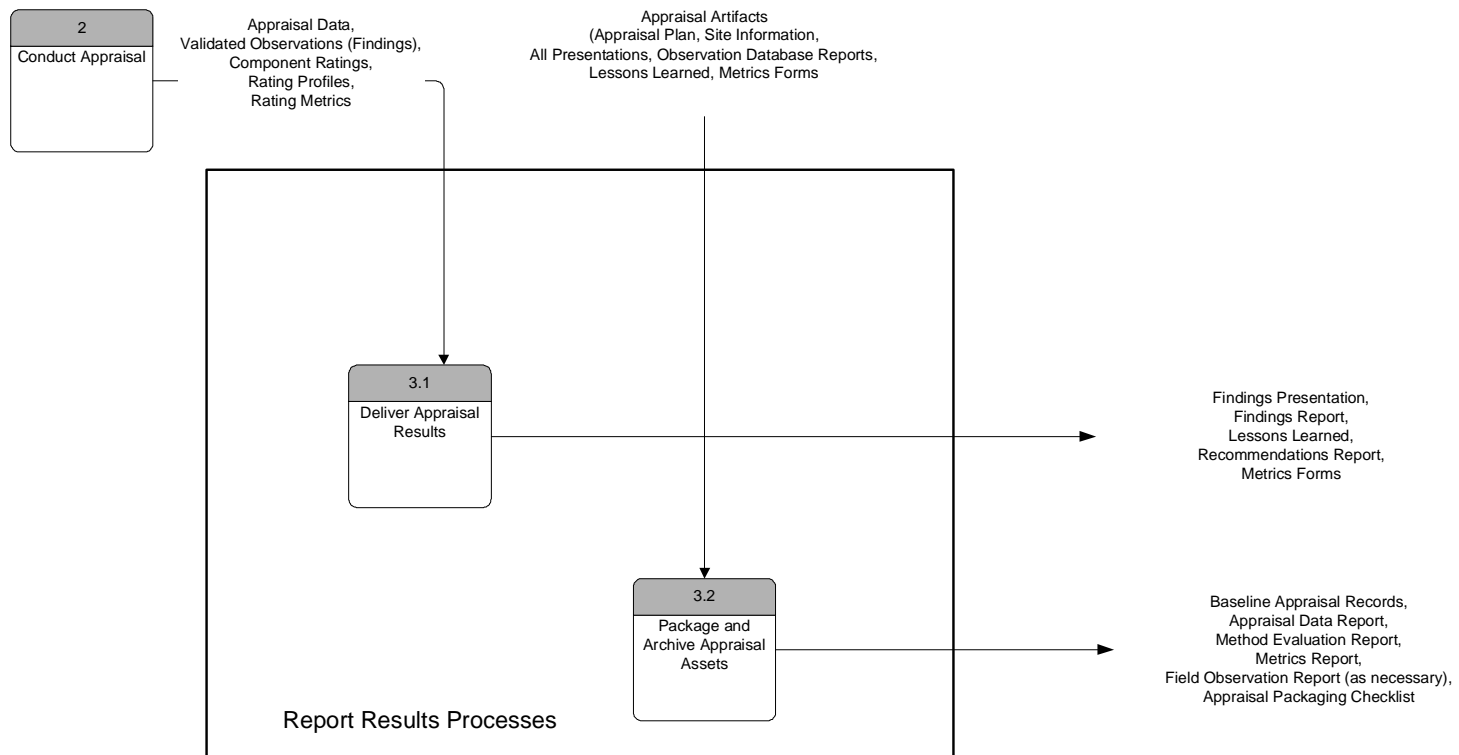 2
Conduct Appraisal
Appraisal Data,
Validated Observations (Findings),
Component Ratings,
Rating Profiles,
Rating Metrics
Appraisal Artifacts
(Appraisal Plan, Site Information,
All Presentations, Observation Database Reports,
Lessons Learned, Metrics Forms
3.1
Deliver Appraisal
Results
Findings Presentation,
Findings Report,
Lessons Learned,
Recommendations Report,
Metrics Forms
3.2
Package and
Archive Appraisal
Assets
Baseline Appraisal Records,
Appraisal Data Report,
Method Evaluation Report,
Metrics Report,
Field Observation Report (as necessary),
Appraisal Packaging Checklist
Report Results Processes